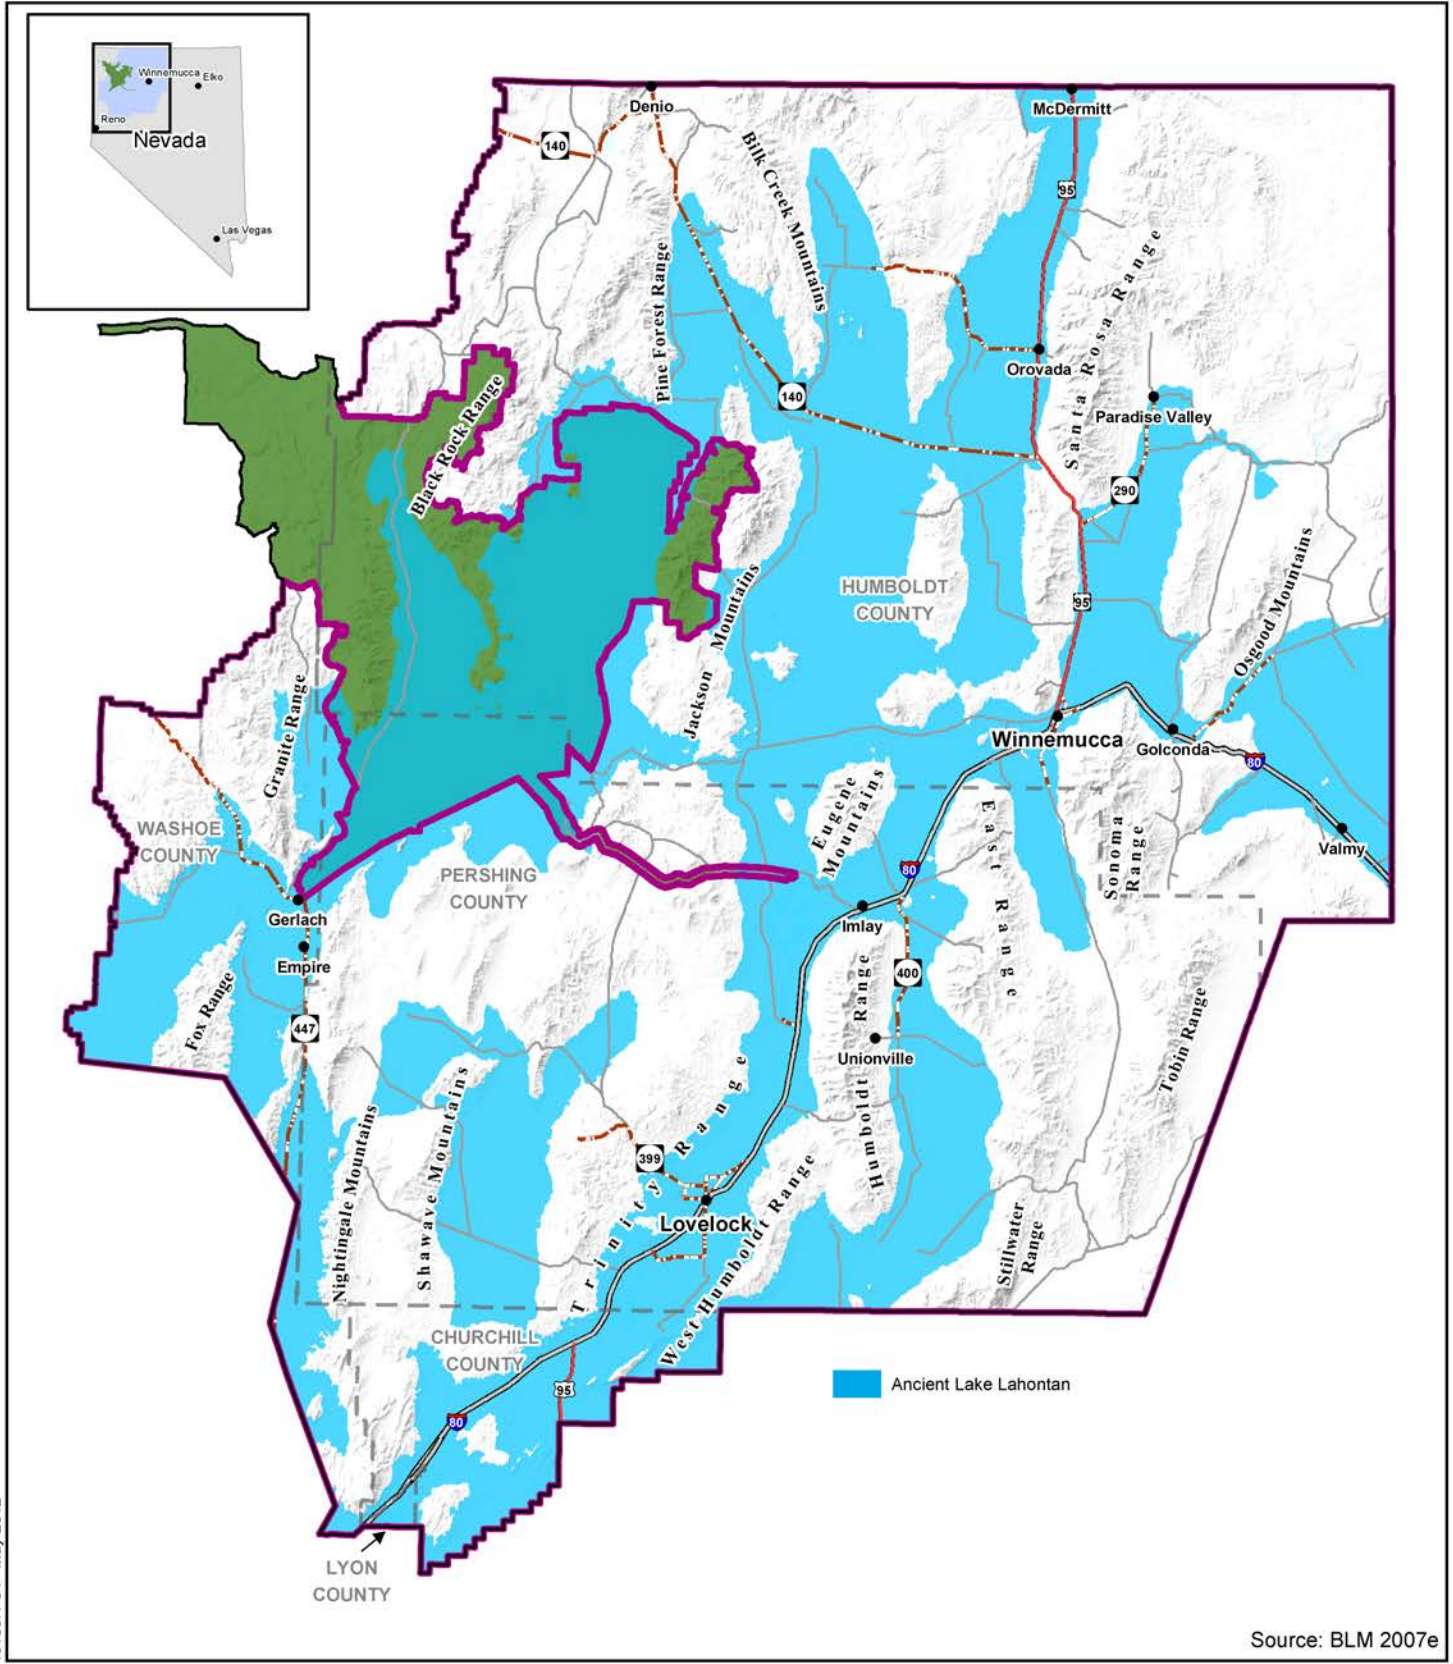 Winnemucca
Elko
Reno
Nevada
Las Vegas
Denio
McDermitt
140
Bilk Creek Mountains
95
Pine Forest Range
Santa Rosa Range
Orovada
Black Rock Range
140
Paradise Valley
290
Osgood Mountains
HUMBOLDT
COUNTY
95
Jackson Mountains
Granite Range
Winnemucca
Golconda
80
WASHOE
COUNTY
Eugene
Mountains
East Range
Sonoma
Range
Valmy
PERSHING
COUNTY
80
Gerlach
Imlay
Empire
Fox Range
400
447
Humboldt Range
Unionville
Tobin Range
Nightingale Mountains
Shawave Mountains
399
Trinity Range
Lovelock
West Humboldt Range
Stillwater
Range
CHURCHILL
COUNTY
95
80
Ancient Lake Lahontan
LYON
COUNTY
Source: BLM 2007e